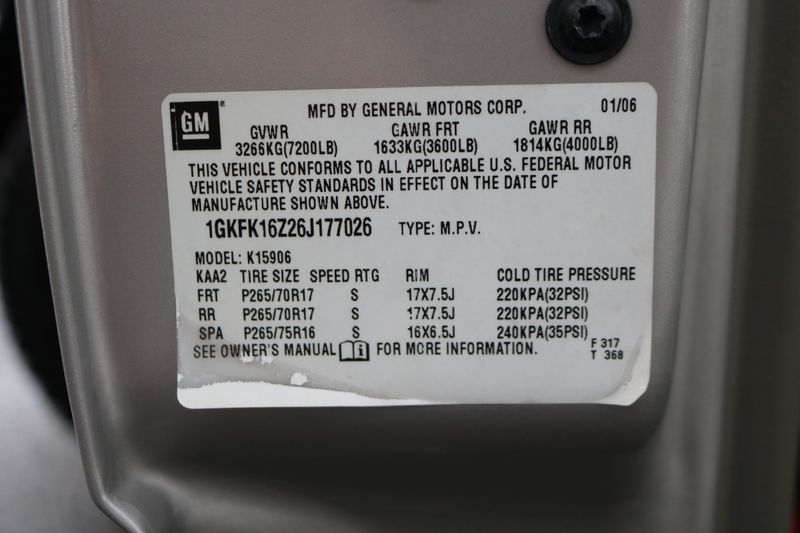 GM MFD BY GENERAL MOTORS CORP. 01/06
GVWR GAWR FRT GAWR RR
3266KG(7200LB) 1633KG(3600LB) 1814KG(4000LB)
THIS VEHICLE CONFORMS TO ALL APPLICABLE U.S. FEDERAL MOTOR
VEHICLE SAFETY STANDARDS IN EFFECT ON THE DATE OF
MANUFACTURE SHOWN ABOVE.
1GKFK16Z26J177026 TYPE: M.P.V.
MODEL: K15906
KAA2 TIRE SIZE SPEED RTG RIM COLD TIRE PRESSURE
FRT P265/70R17 S 17X7.5J 220KPA(32PSI)
RR P265/70R17 S 17X7.5J 220KPA(32PSI)
SPA P265/75R16 S 16X6.5J 240KPA(35PSI)
SEE OWNER'S MANUAL FOR MORE INFORMATION.
F 317
T 368